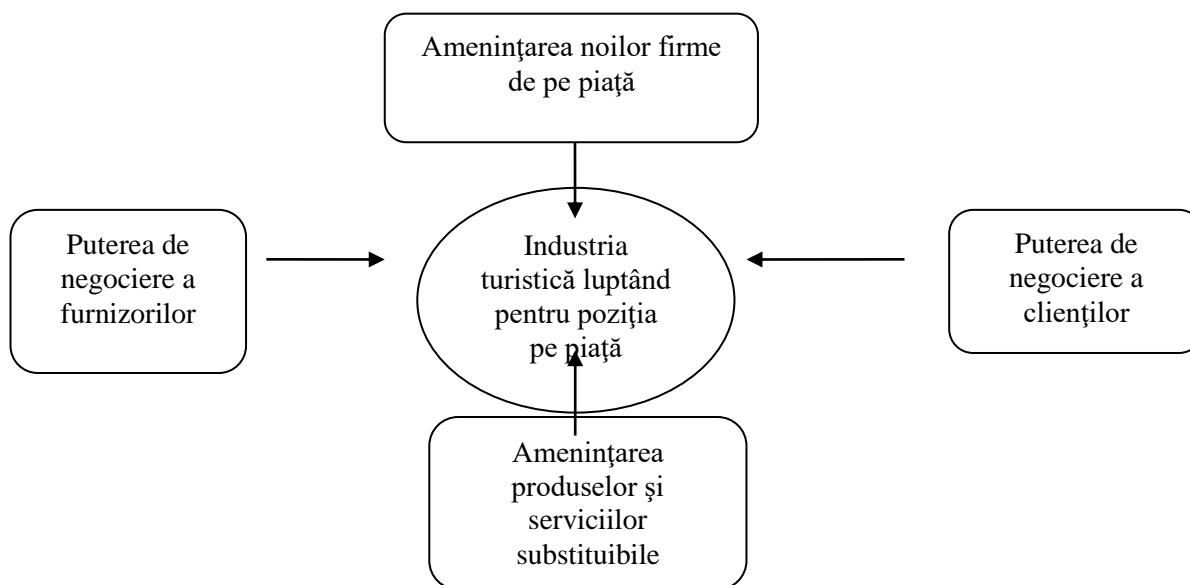 Ameninţarea noilor firme
de pe piaţă
Puterea de
negociere a
furnizorilor
Industria
turistică luptând
pentru poziţia
pe piaţă
Puterea de
negociere a
clienţilor
Ameninţarea
produselor şi
serviciilor
substituibile